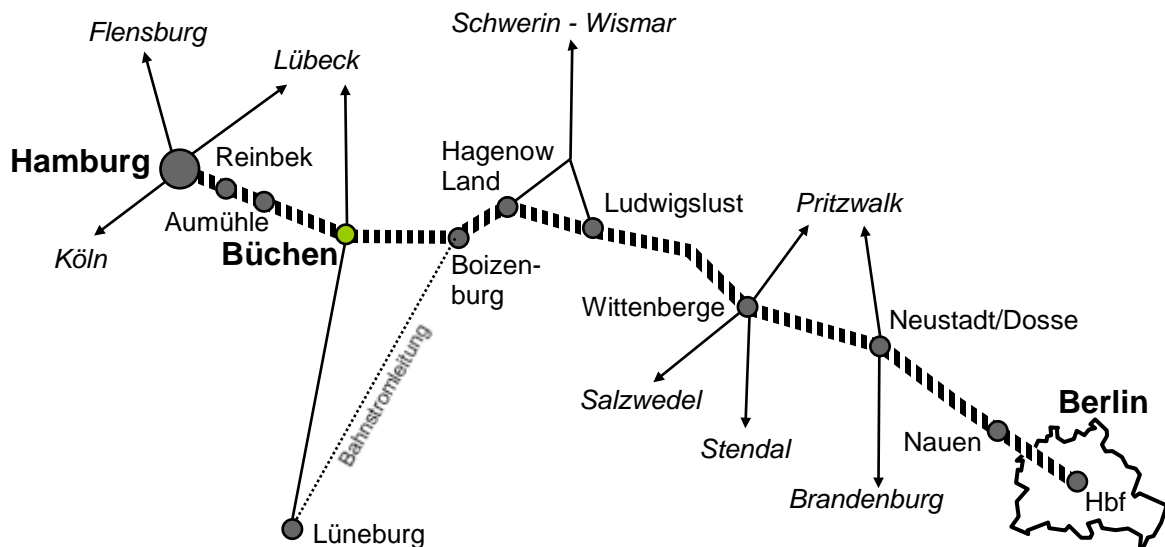 Schwerin - Wismar
Flensburg
Lübeck
Hamburg
Reinbek
Hagenow
Land
Ludwigslust
Pritzwalk
Aumühle
Büchen
Köln
Boizen-
burg
Wittenberge
Neustadt/Dosse
Bahnstromleitung
Salzwedel
Berlin
Stendal
Nauen
Brandenburg
Hbf
Lüneburg